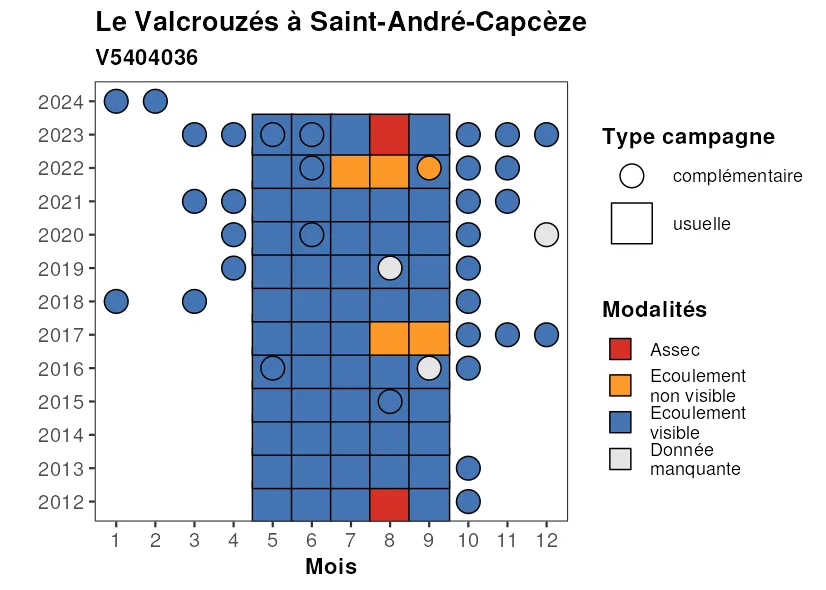 Le Valcrouzés à Saint-André-Capcèze
V5404036
2024
2023
2022
2021
2020
2019
2018
2017
2016
2015
2014
2013
2012
1 2 3 4 5 6 7 8 9 10 11 12
Mois
Type campagne
complémentaire
usuelle
Modalités
Assec
Ecoulement
non visible
Ecoulement
visible
Donnée
manquante